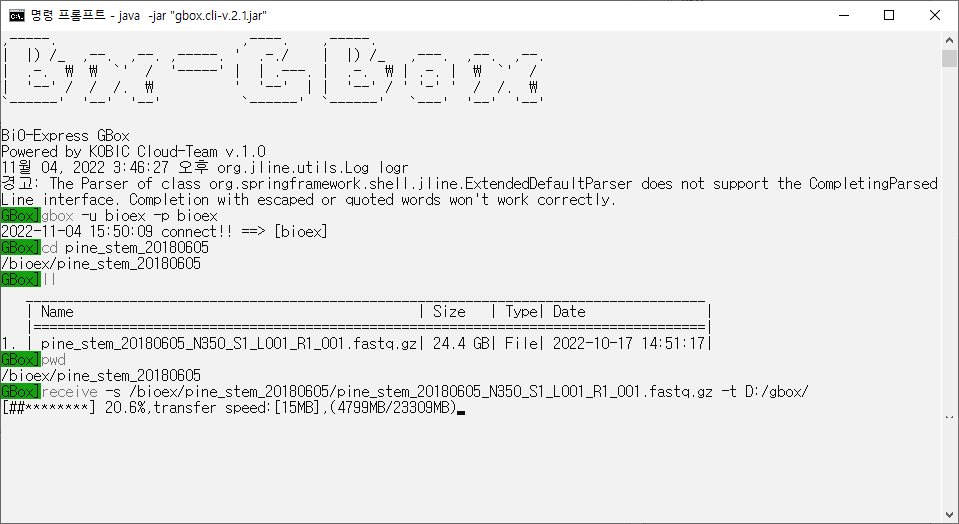 명령 프롬프트 - java  -jar "gbox.cli-v.2.1.jar"
BiO-Express GBox
Powered by KOBIC Cloud-Team v.1.0
11월 04, 2022 3:46:27 오후 org.jline.utils.Log logr
경고: The Parser of class org.springframework.shell.jline.ExtendedDefaultParser does not support the CompletingParsed
Line interface. Completion with escaped or quoted words won't work correctly.
GBox]gbox -u bioex -p bioex
2022-11-04 15:50:09 connect!! ==> [bioex]
GBox]cd pine_stem_20180605
/bioex/pine_stem_20180605
GBox]ll
| Name | Size | Type| Date |
|====================================================================================|
1. | pine_stem_20180605_N350_S1_L001_R1_001.fastq.gz| 24.4 GB| File| 2022-10-17 14:51:17|
GBox]pwd
/bioex/pine_stem_20180605
GBox]receive -s /bioex/pine_stem_20180605/pine_stem_20180605_N350_S1_L001_R1_001.fastq.gz -t D:/gbox/
[##********] 20.6%,transfer speed:[15MB],(4799MB/23309MB)